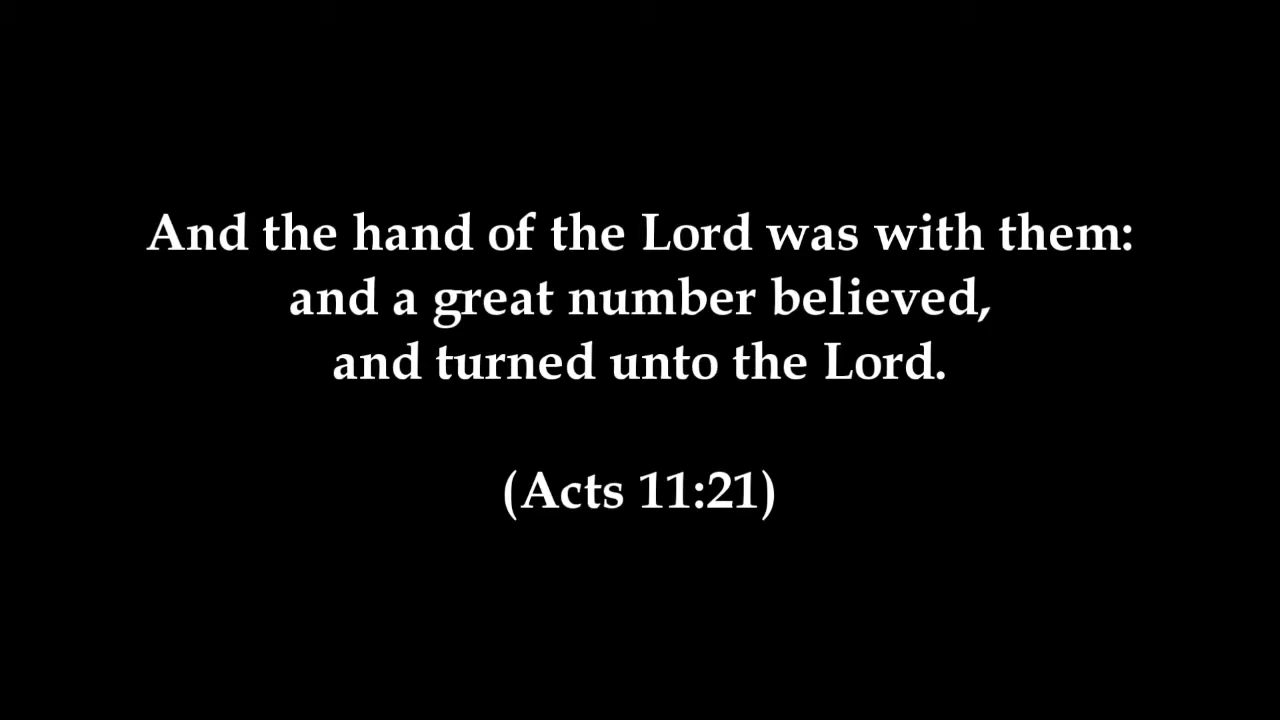 And the hand of the Lord was with them:
and a great number believed,
and turned unto the Lord.
(Acts 11:21)